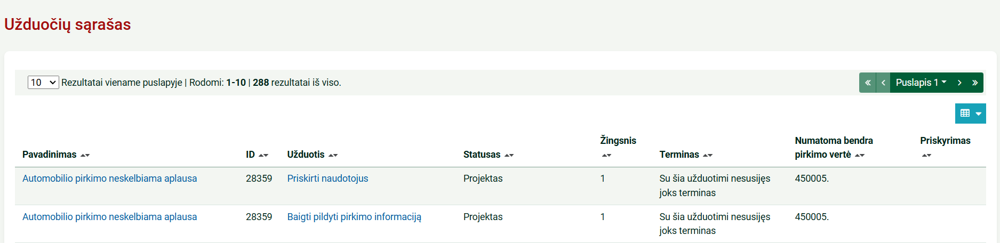 Užduočių sąrašas
10 Rezultatai viename puslapyje | Rodomi: 1-10 | 288 rezultatai iš viso.
« ‹ Puslapis 1 › »
Pavadinimas ID Užduotis Statusas Žingsnis Terminas Numatoma bendra pirkimo vertė Priskyrimas
Automobilio pirkimo neskelbiama aplausa 28359 Priskirti naudotojus Projektas 1 Su šia užduotimi nesusijęs 450005.
joks terminas
Automobilio pirkimo neskelbiama aplausa 28359 Baigti pildyti pirkimo informaciją Projektas 1 Su šia užduotimi nesusijęs 450005.
joks terminas